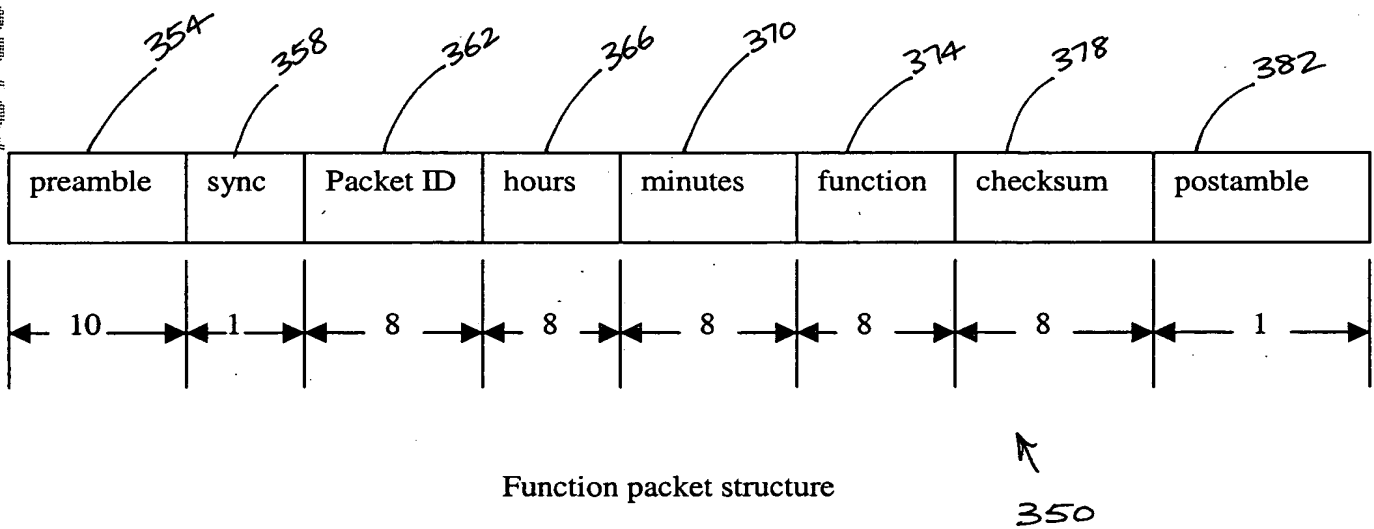 354 358 362 366 370 374 378 382
preamble sync Packet ID hours minutes function checksum postamble
10 1 8 8 8 8 8 1
Function packet structure
350